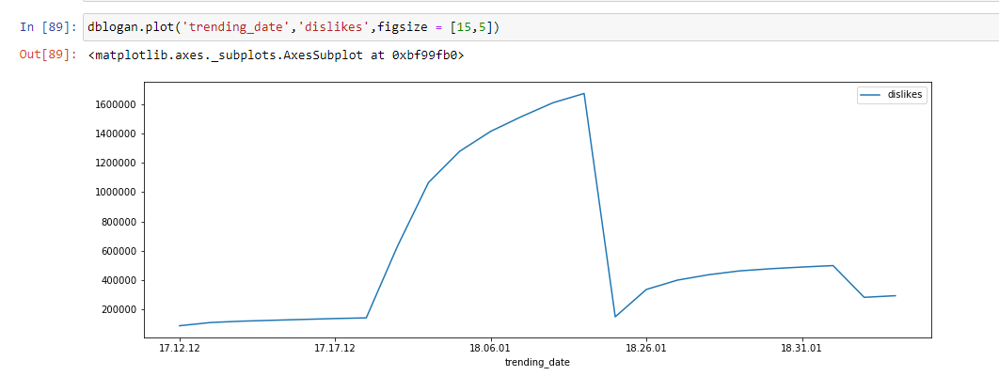 In [89]: dblogan.plot('trending_date','dislikes',figsize = [15,5])
Out[89]: <matplotlib.axes._subplots.AxesSubplot at 0xbf99fb0>
dislikes
1600000
1400000
1200000
1000000
800000
600000
400000
200000
17.12.12 17.17.12 18.06.01 18.26.01 18.31.01
trending_date